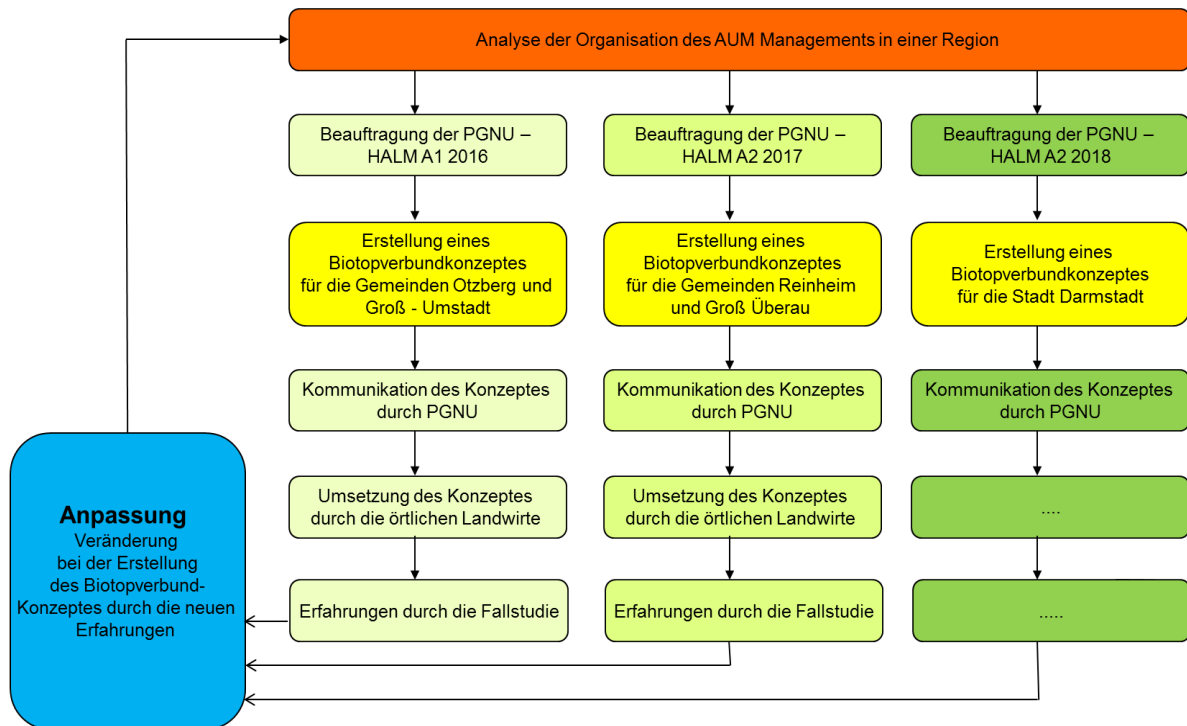 Analyse der Organisation des AUM Managements in einer Region
Beauftragung der PGNU –
HALM A1 2016
Beauftragung der PGNU –
HALM A2 2017
Beauftragung der PGNU –
HALM A2 2018
Erstellung eines
Biotopverbundkonzeptes
für die Gemeinden Otzberg und
Groß - Umstadt
Erstellung eines
Biotopverbundkonzeptes
für die Gemeinden Reinheim
und Groß Überau
Erstellung eines
Biotopverbundkonzeptes
für die Stadt Darmstadt
Kommunikation des Konzeptes
durch PGNU
Kommunikation des Konzeptes
durch PGNU
Kommunikation des Konzeptes
durch PGNU
Umsetzung des Konzeptes
durch die örtlichen Landwirte
Umsetzung des Konzeptes
durch die örtlichen Landwirte
....
Erfahrungen durch die Fallstudie
Erfahrungen durch die Fallstudie
.....
Anpassung
Veränderung
bei der Erstellung
des Biotopverbund-
Konzeptes durch die neuen
Erfahrungen